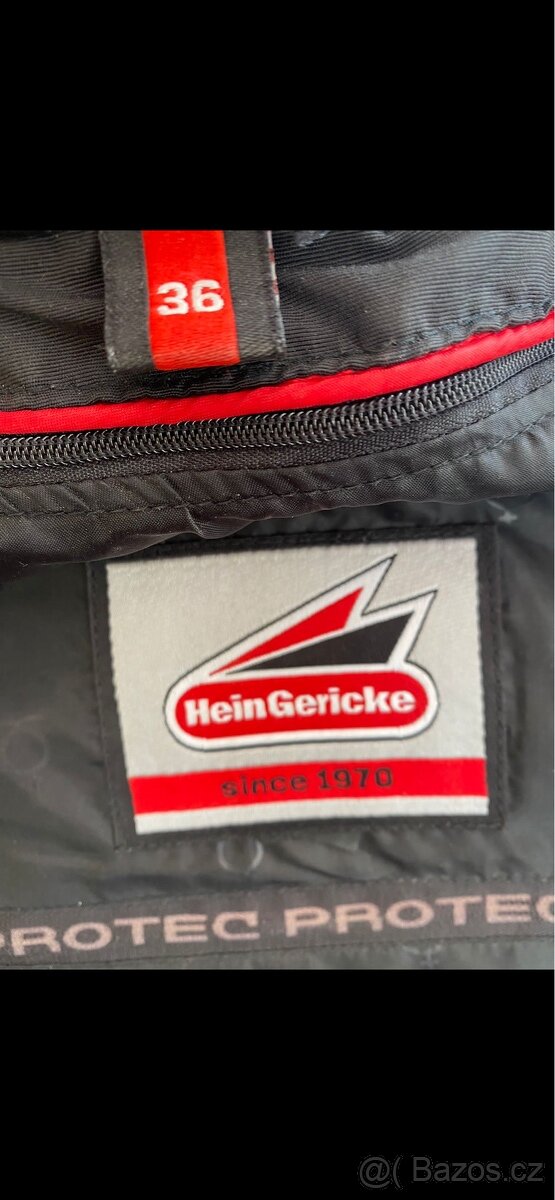 36
HeinGericke
since 1970
PROTEC PROTEC
@( Bazos.cz